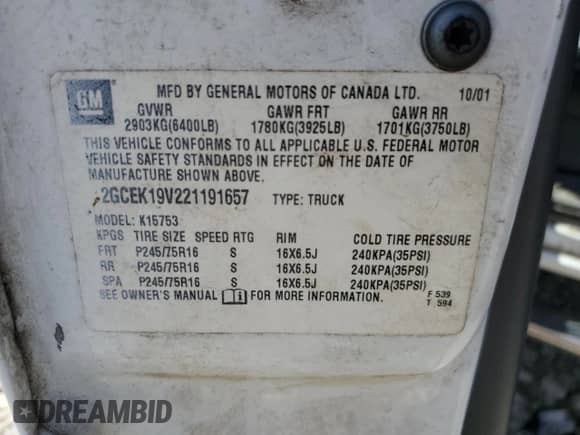 GM
MFD BY GENERAL MOTORS OF CANADA LTD. 10/01
GVWR GAWR FRT GAWR RR
2903KG(6400LB) 1780KG(3925LB) 1701KG(3750LB)
THIS VEHICLE CONFORMS TO ALL APPLICABLE U.S. FEDERAL MOTOR
VEHICLE SAFETY STANDARDS IN EFFECT ON THE DATE OF
MANUFACTURE SHOWN ABOVE.
2GCEK19V221191657 TYPE: TRUCK
MODEL: K15753
KPGS TIRE SIZE SPEED RTG RIM COLD TIRE PRESSURE
FRT P245/75R16 S 16X6.5J 240KPA(35PSI)
RR P245/75R16 S 16X6.5J 240KPA(35PSI)
SPA P245/75R16 S 16X6.5J 240KPA(35PSI)
SEE OWNER'S MANUAL FOR MORE INFORMATION.
F 539
T 594
DREAMBID